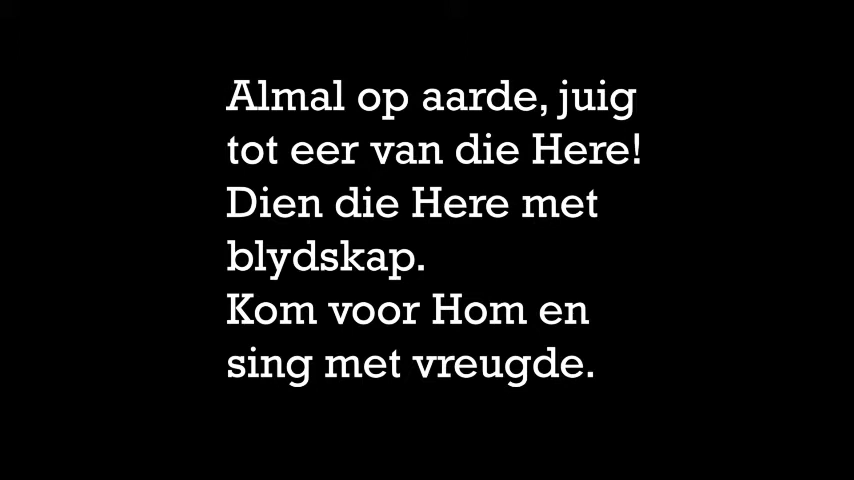 Almal op aarde, juig
tot eer van die Here!
Dien die Here met
blydskap.
Kom voor Hom en
sing met vreugde.